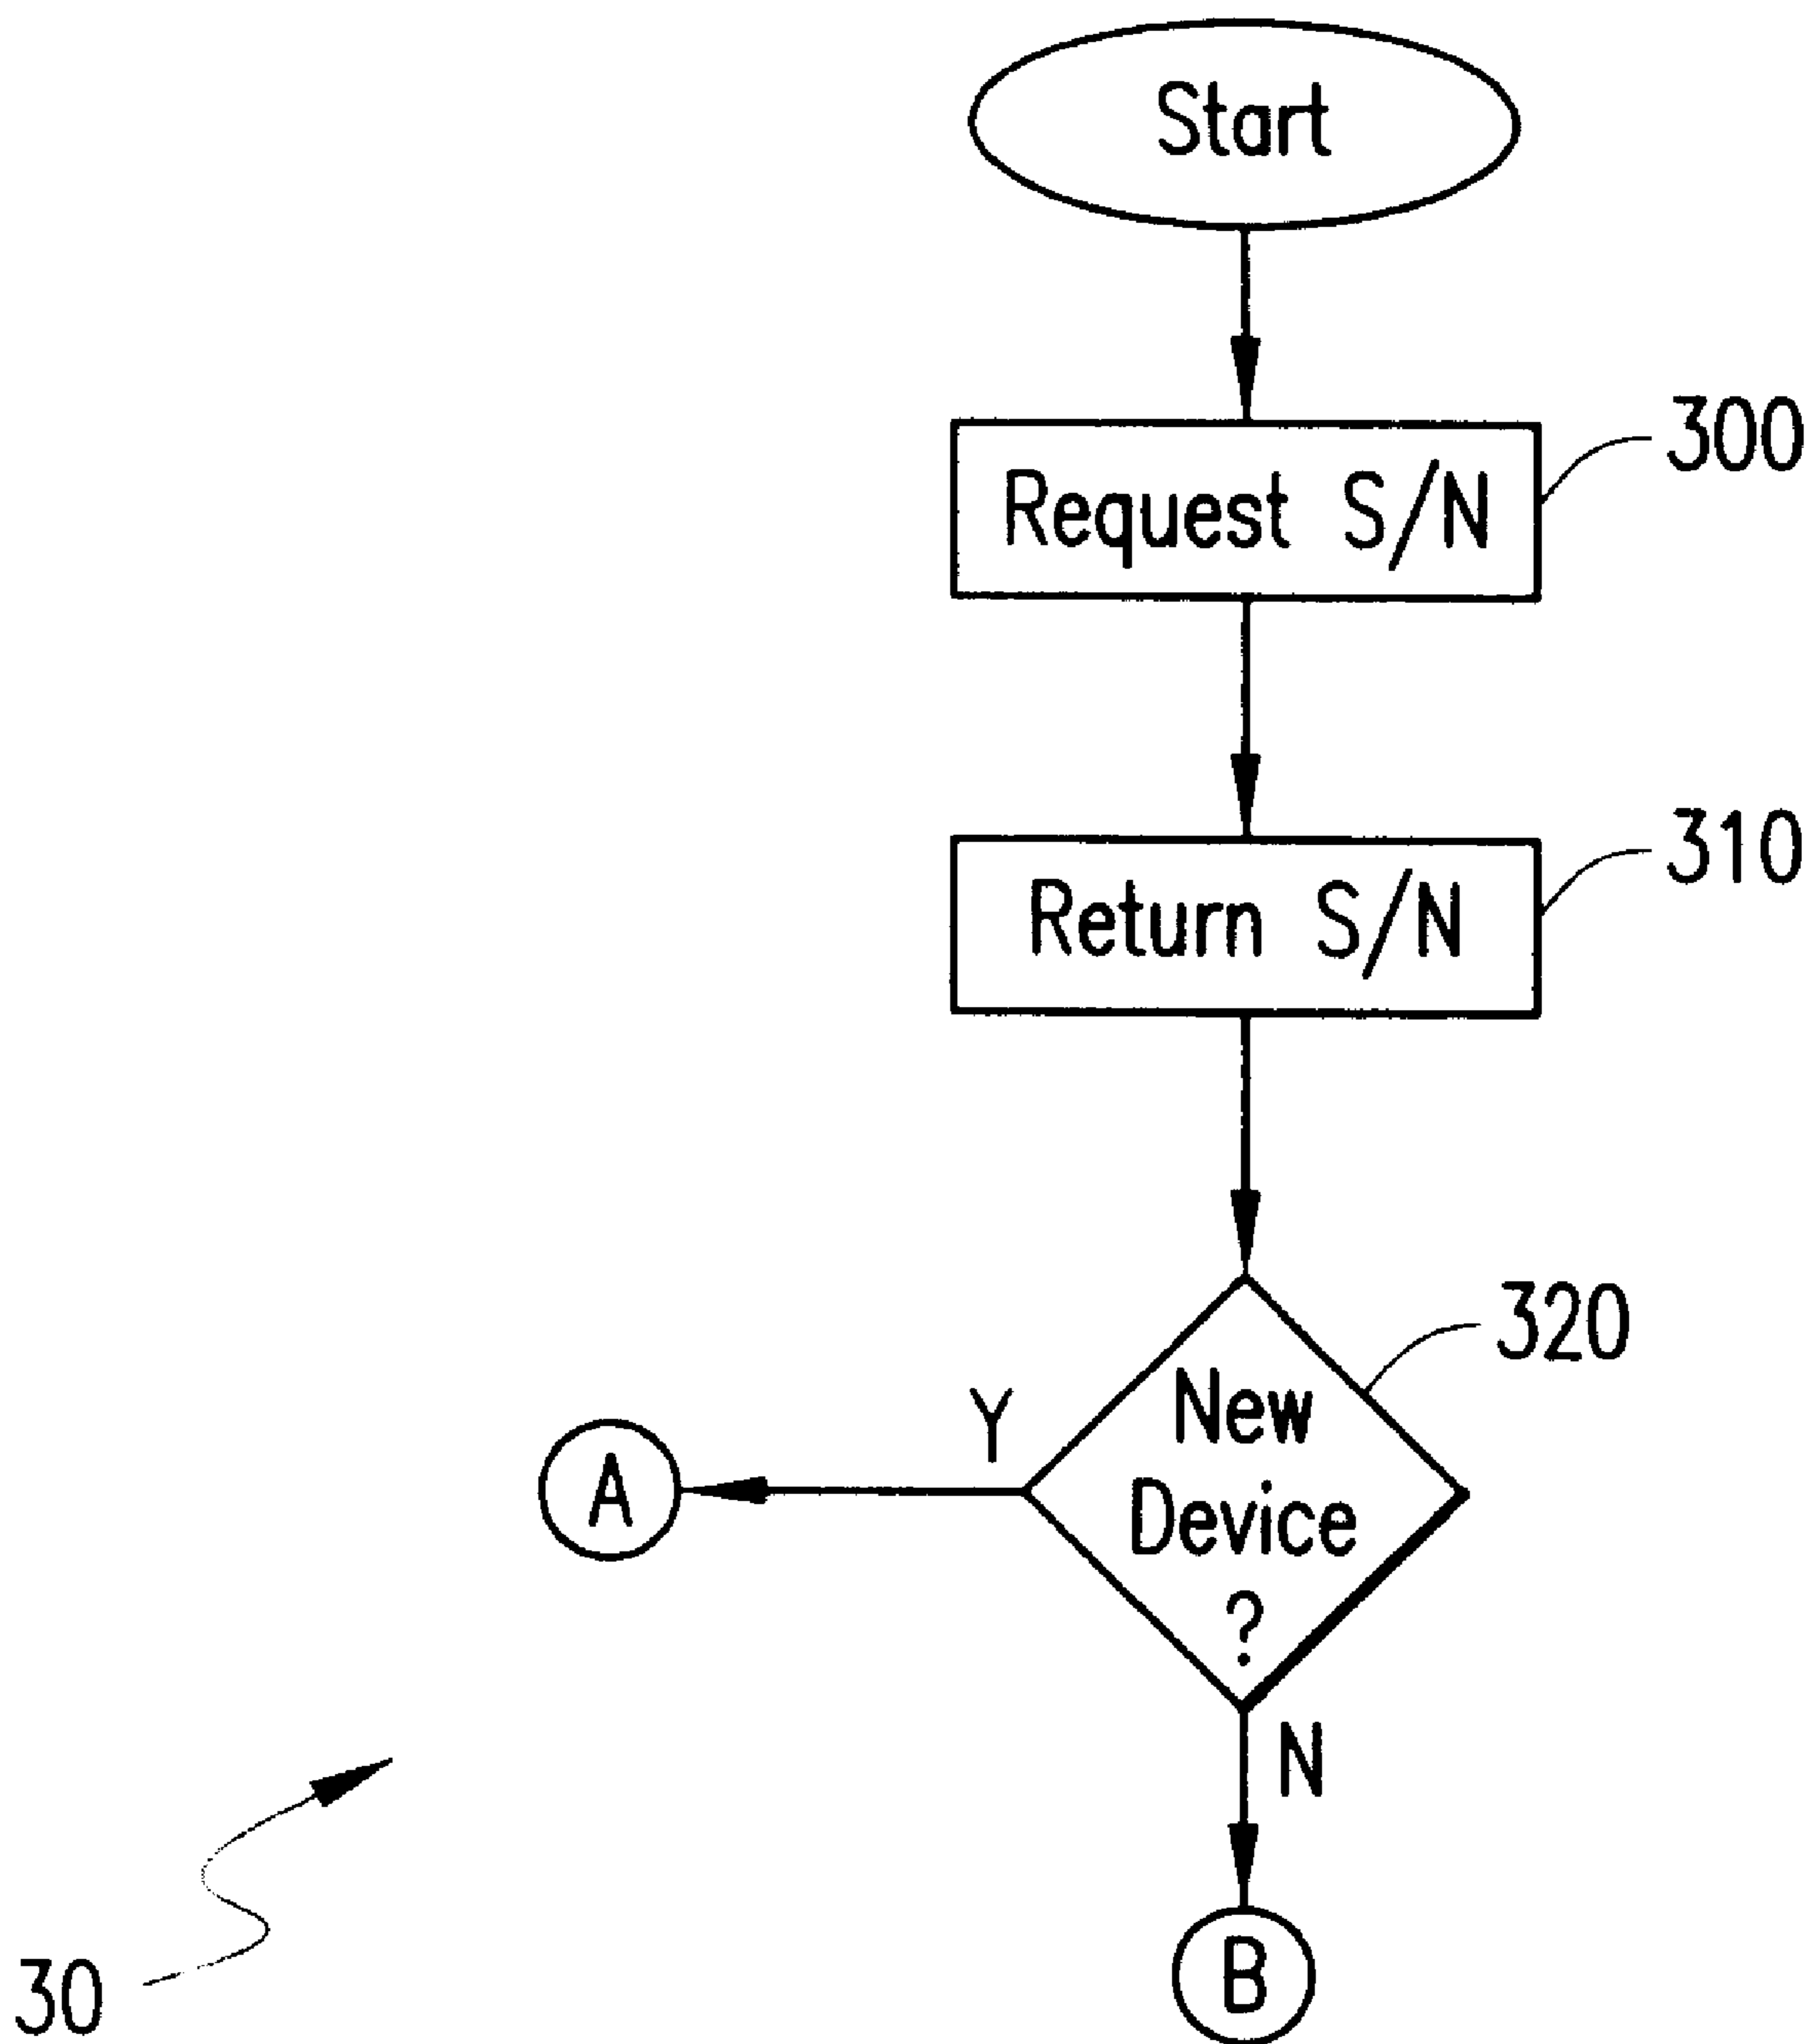 Start
300
Request S/N
310
Return S/N
320
New
Device
?
Y
A
N
B
30